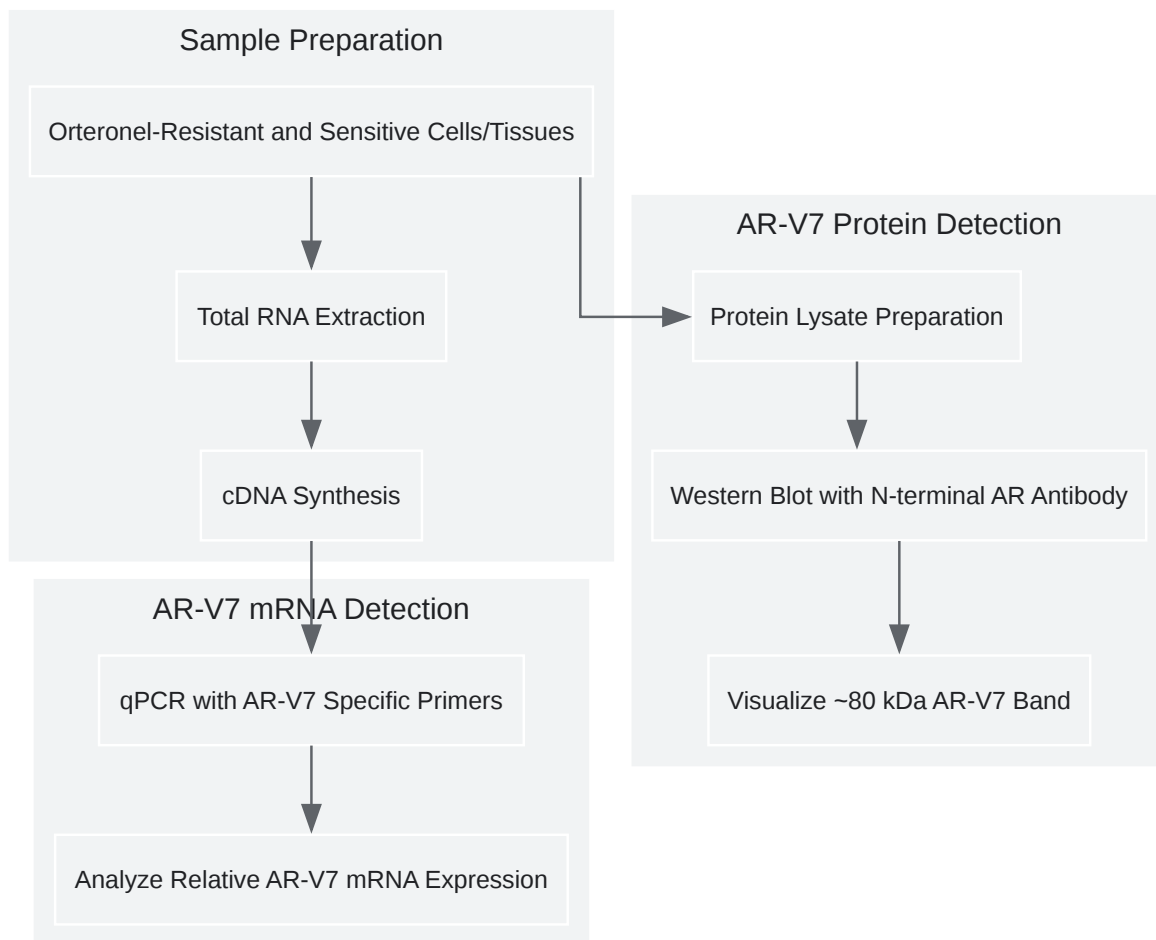 Sample Preparation
Orteronel-Resistant and Sensitive Cells/Tissues
Total RNA Extraction
cDNA Synthesis
AR-V7 mRNA Detection
qPCR with AR-V7 Specific Primers
Analyze Relative AR-V7 mRNA Expression
AR-V7 Protein Detection
Protein Lysate Preparation
Western Blot with N-terminal AR Antibody
Visualize ~80 kDa AR-V7 Band